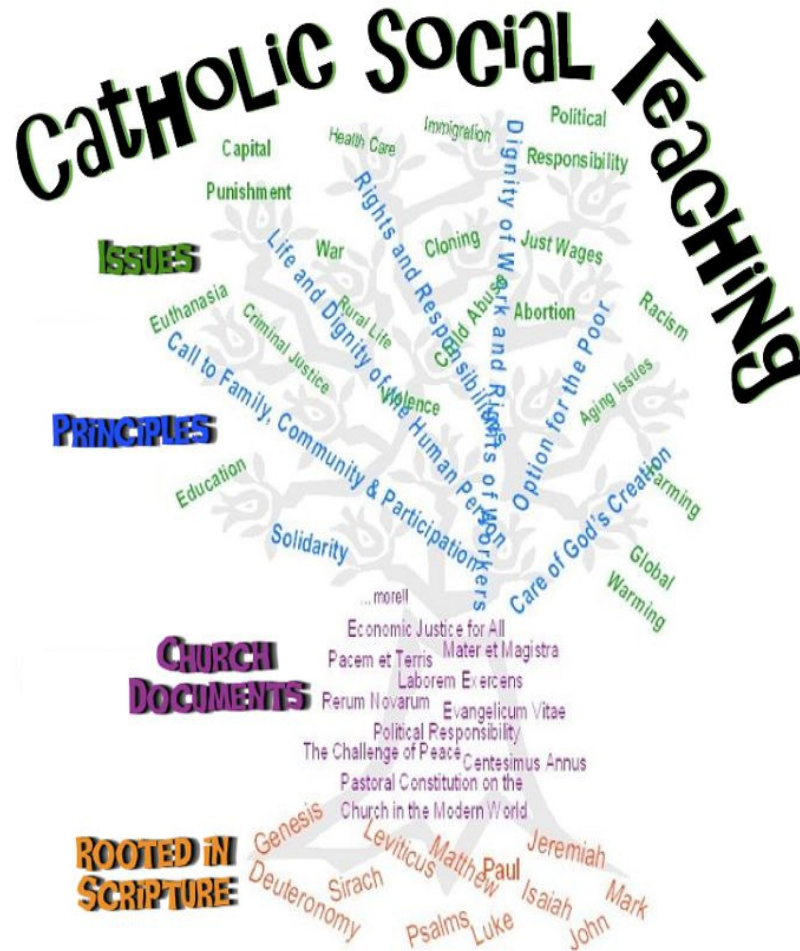 Catholic Social Teaching
Capital
Punishment
Health Care
Immigration
Political
Responsibility
Dignity of Work and Rights of Workers
Rights and Responsibilities
Issues
War
Cloning
Just Wages
Life and Dignity of the Human Person
Euthanasia
Criminal Justice
Rural Life
Child Abuse
Abortion
Racism
Call to Family, Community & Participation
Violence
Option for the Poor
Aging Issues
Principles
Education
Solidarity
Care of God's Creation
Farming
Global
Warming
...more!!
Economic Justice for All
Mater et Magistra
Pacem et Terris
Laborem Exercens
Church
Documents
Rerum Novarum
Evangelicum Vitae
Political Responsibility
The Challenge of Peace
Centesimus Annus
Pastoral Constitution on the
Church in the Modern World
Rooted in
Scripture
Genesis
Leviticus
Matthew
Paul
Jeremiah
Deuteronomy
Sirach
Isaiah
Mark
Psalms
Luke
John